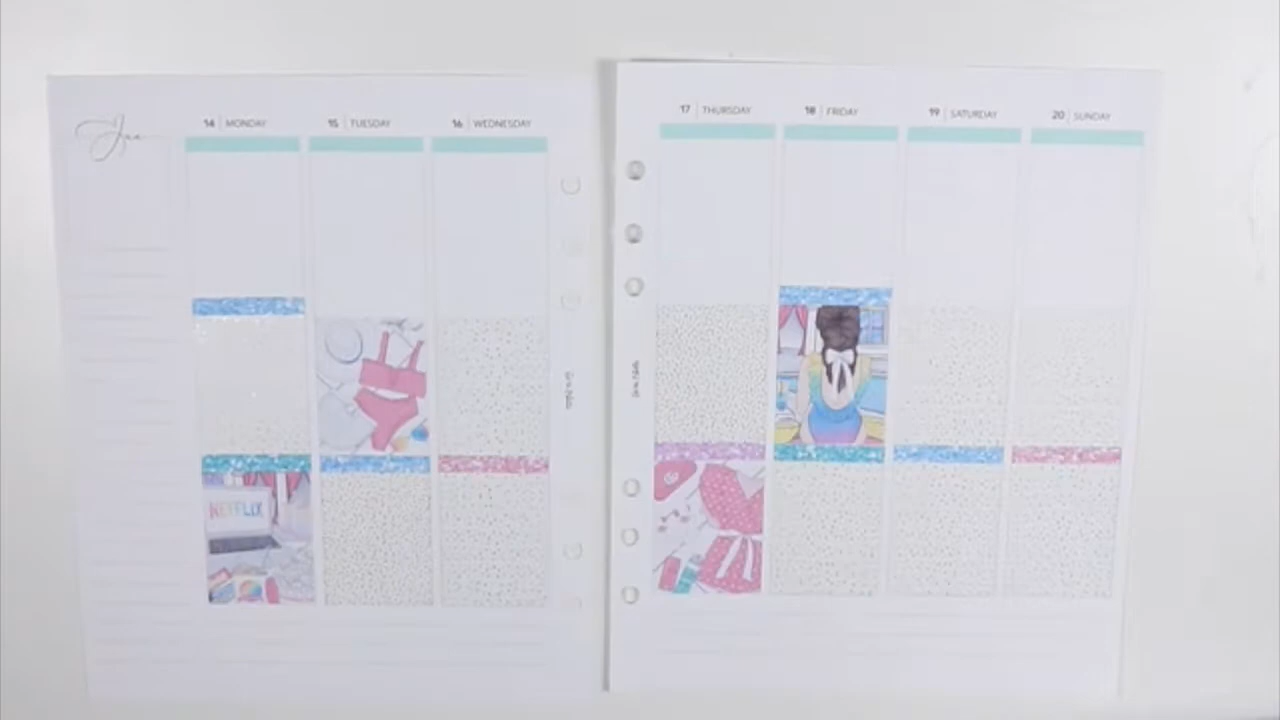 14 | MONDAY
15 | TUESDAY
16 | WEDNESDAY
17 | THURSDAY
18 | FRIDAY
19 | SATURDAY
20 | SUNDAY
NETFLIX